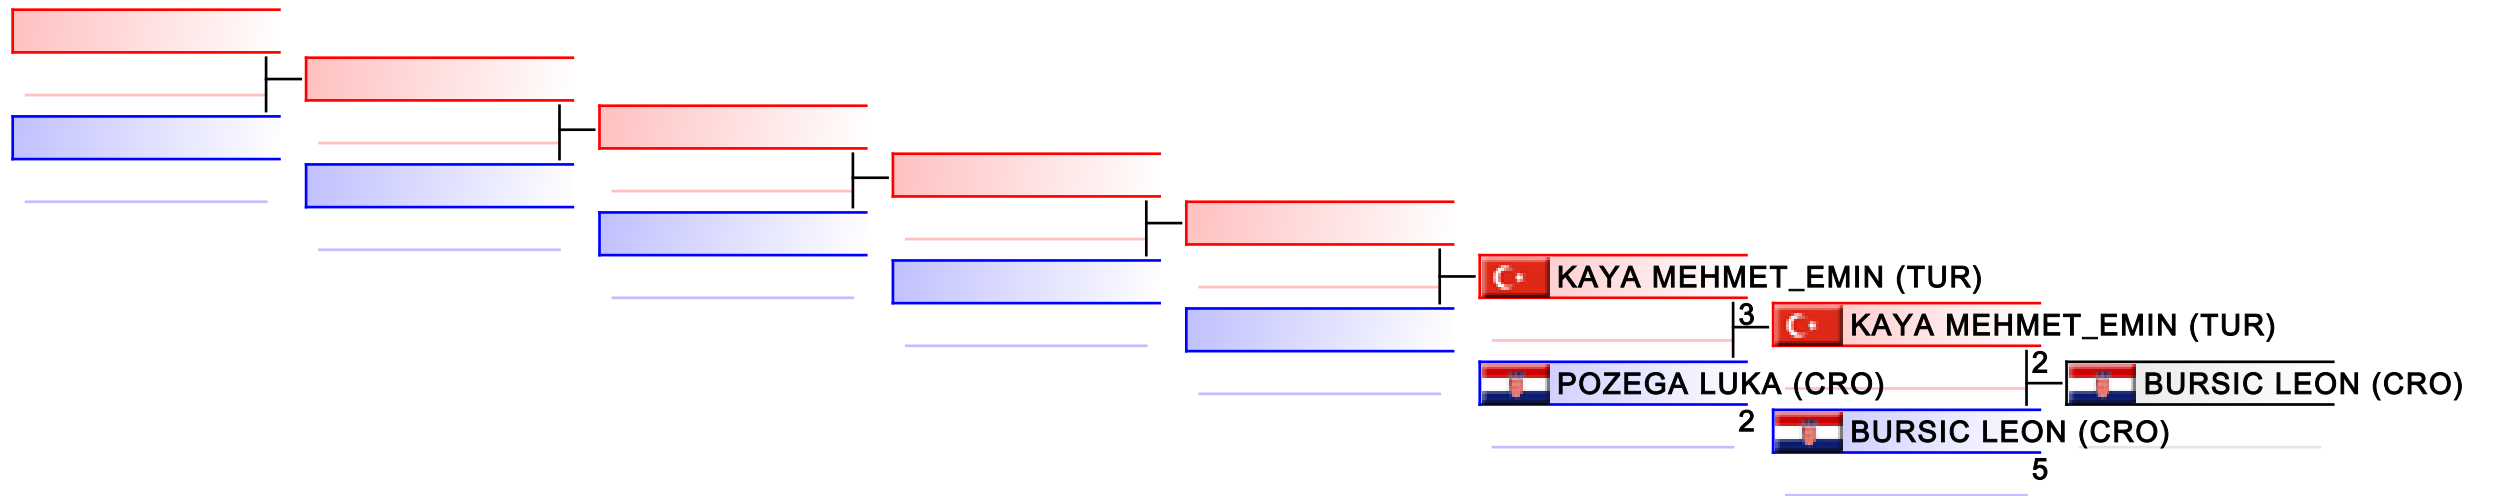 KAYA MEHMET_EMIN (TUR)
3
KAYA MEHMET_EMIN (TUR)
POZEGA LUKA (CRO)
2
2
BURSIC LEON (CRO)
BURSIC LEON (CRO)
5